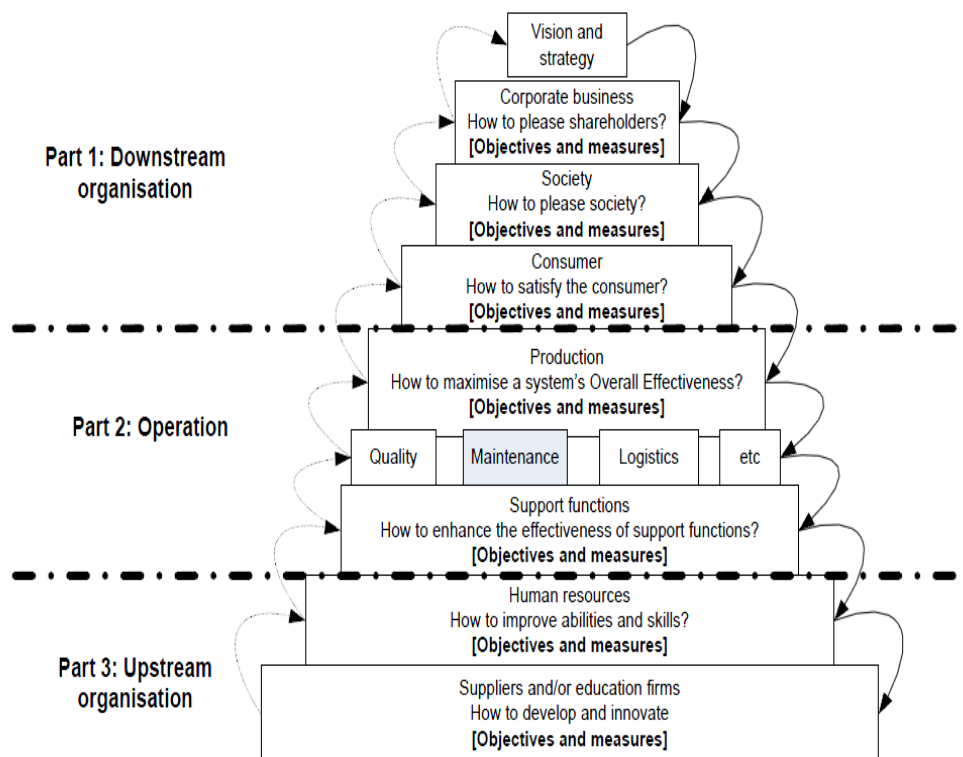 Vision and
strategy
Corporate business
How to please shareholders?
[Objectives and measures]
Part 1: Downstream
organisation
Society
How to please society?
[Objectives and measures]
Consumer
How to satisfy the consumer?
[Objectives and measures]
Production
How to maximise a system's Overall Effectiveness?
[Objectives and measures]
Part 2: Operation
Quality
Maintenance
Logistics
etc
Support functions
How to enhance the effectiveness of support functions?
[Objectives and measures]
Human resources
How to improve abilities and skills?
[Objectives and measures]
Part 3: Upstream
organisation
Suppliers and/or education firms
How to develop and innovate
[Objectives and measures]